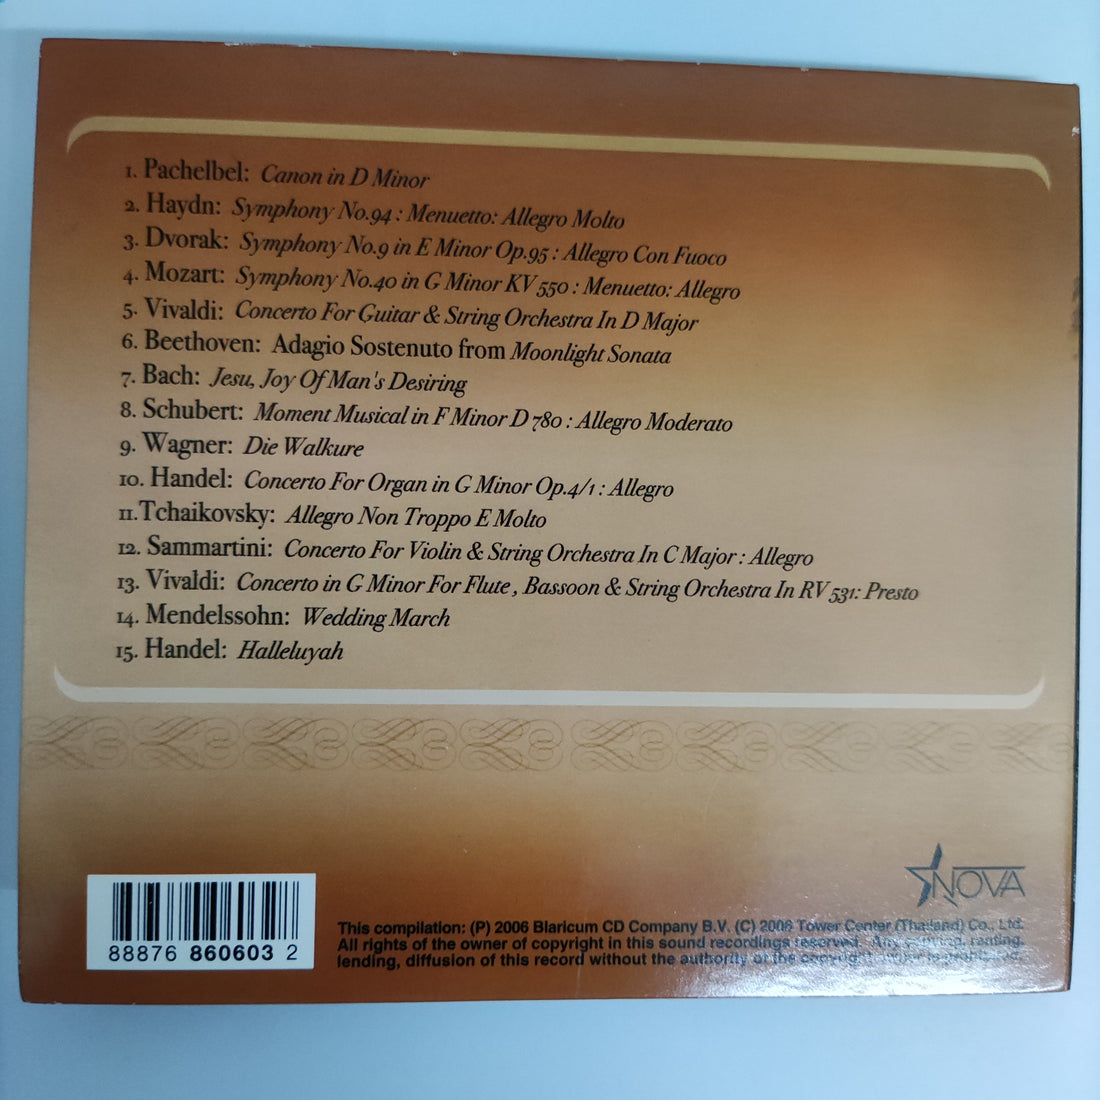 1. Pachelbel: Canon in D Minor
2. Haydn: Symphony No.94 : Menuetto: Allegro Molto
3. Dvorak: Symphony No.9 in E Minor Op.95 : Allegro Con Fuoco
4. Mozart: Symphony No.40 in G Minor KV 550 : Menuetto: Allegro
5. Vivaldi: Concerto For Guitar & String Orchestra In D Major
6. Beethoven: Adagio Sostenuto from Moonlight Sonata
7. Bach: Jesu, Joy Of Man's Desiring
8. Schubert: Moment Musical in F Minor D 780 : Allegro Moderato
9. Wagner: Die Walkure
10. Handel: Concerto For Organ in G Minor Op.4/1 : Allegro
11.Tchaikovsky: Allegro Non Troppo E Molto
12. Sammartini: Concerto For Violin & String Orchestra In C Major : Allegro
13. Vivaldi: Concerto in G Minor For Flute , Bassoon & String Orchestra In RV 531: Presto
14. Mendelssohn: Wedding March
15. Handel: Halleluyah
NOVA
This compilation: (P) 2006 Blaricum CD Company B.V. (C) 2006 Tower Center (Thailand) Co., Ltd.
All rights of the owner of copyright in this sound recordings reserved. Any copying, renting,
lending, diffusion of this record without the authority of the copyright
88876 860603 2